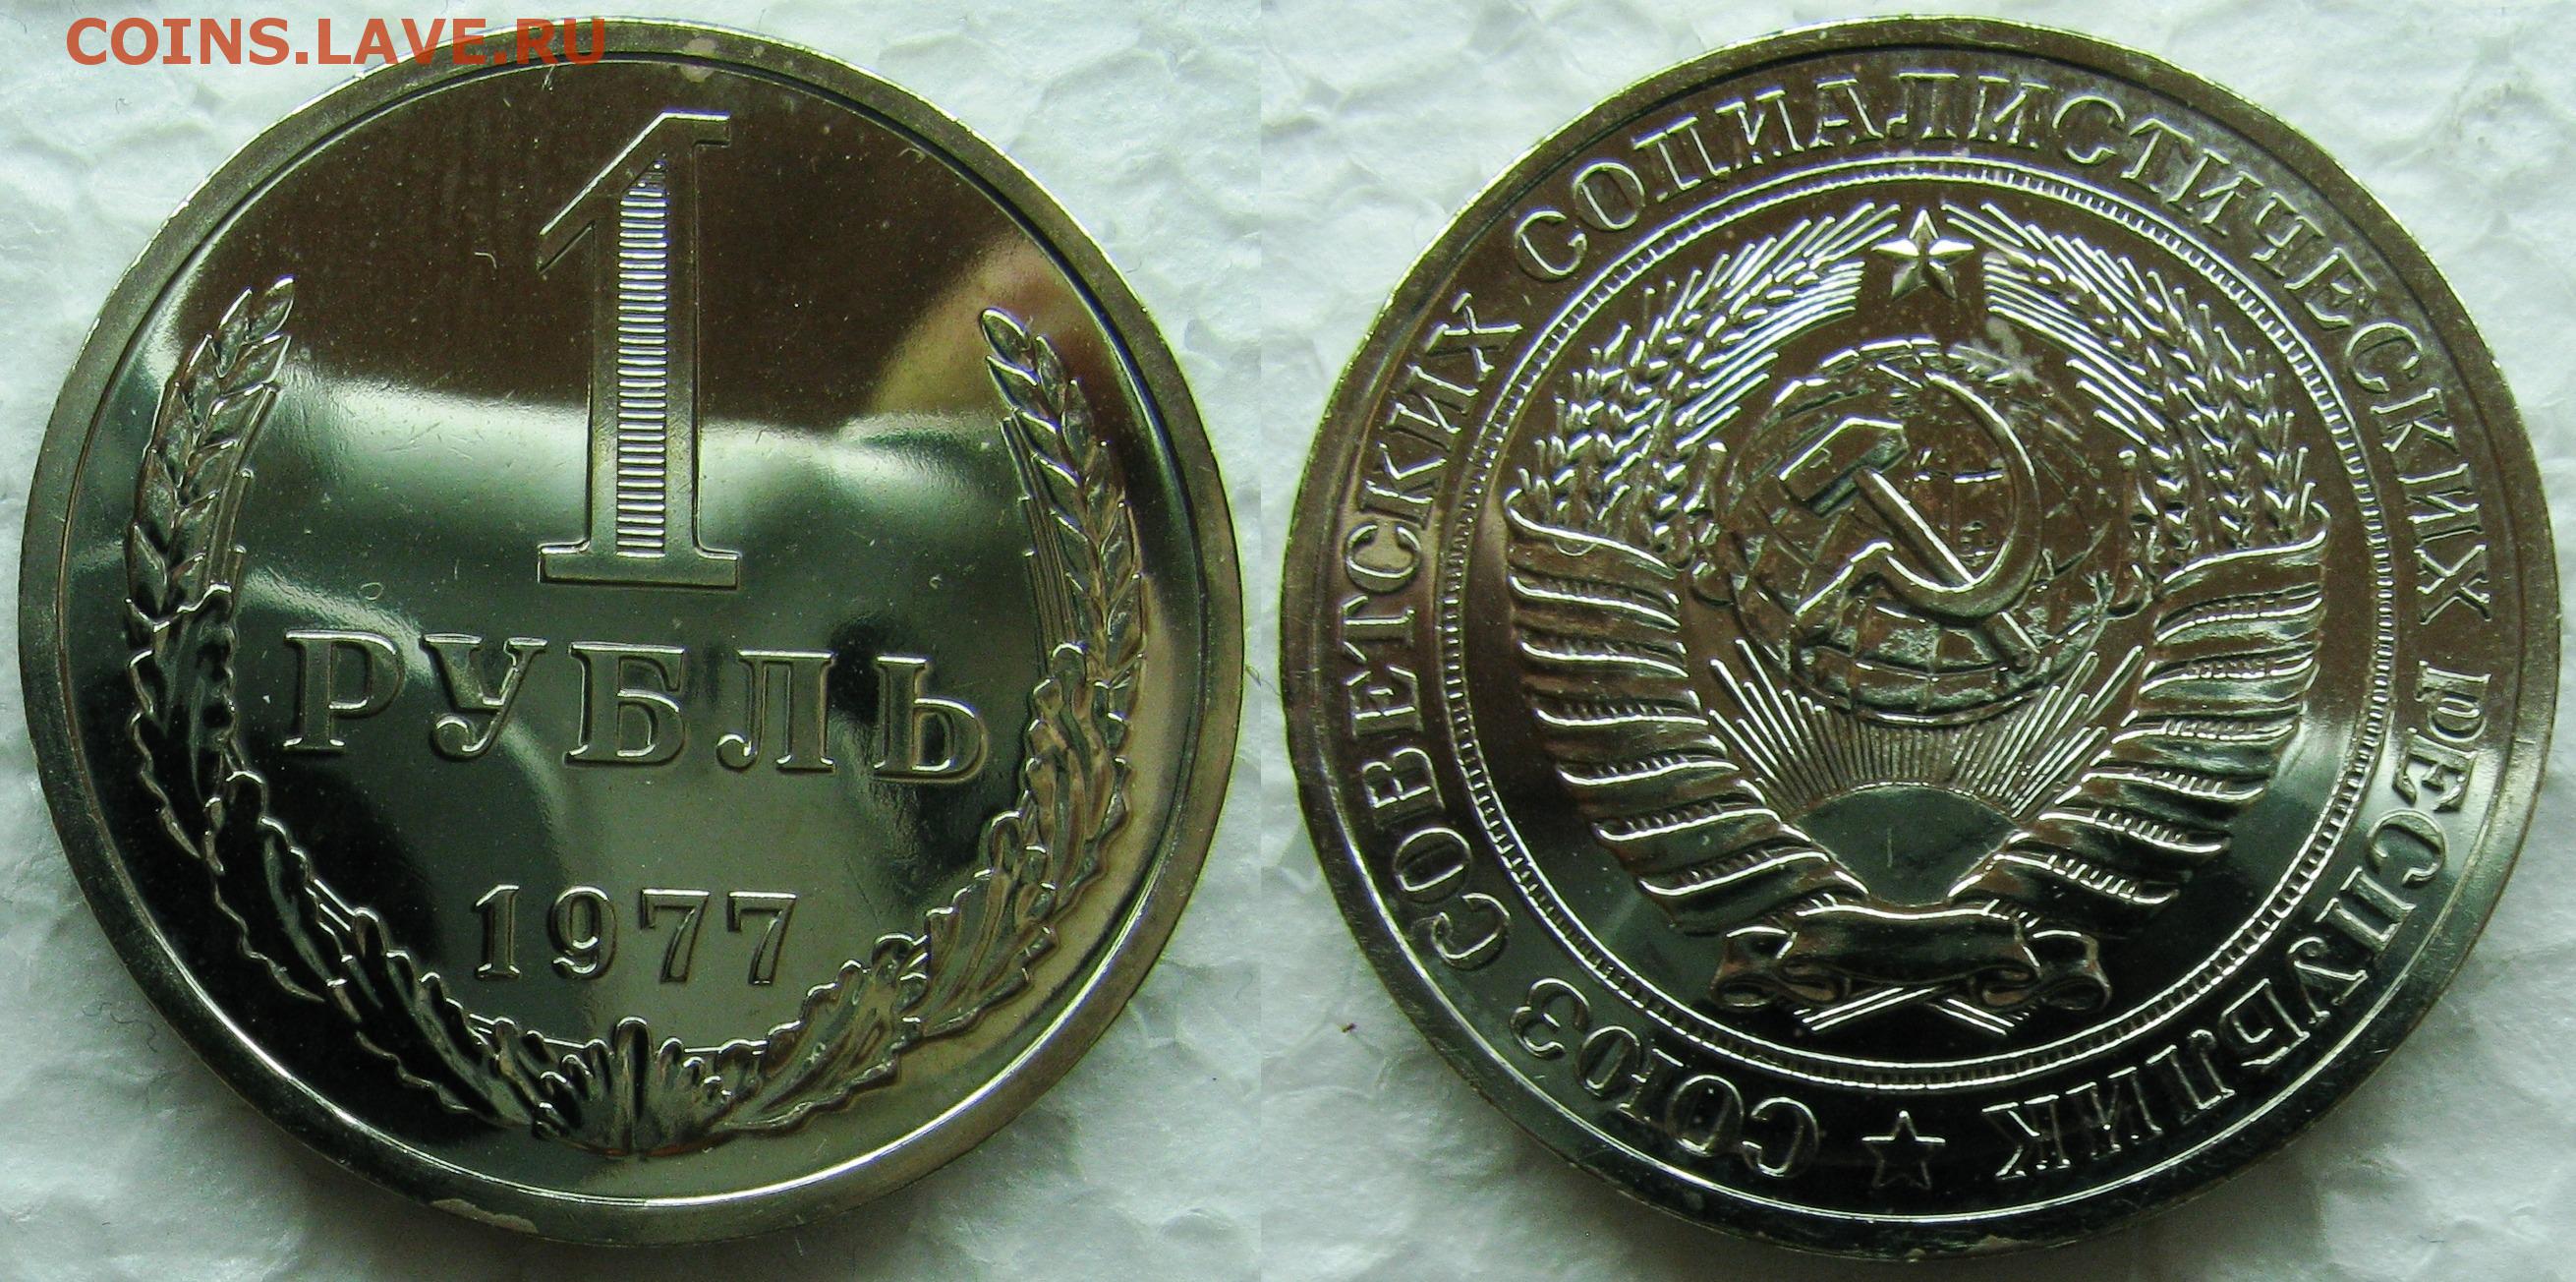 COINS.LAVE.RU
1
РУБЛЬ
1977
СОЮЗ СОВЕТСКИХ СОЦИАЛИСТИЧЕСКИХ РЕСПУБЛИК